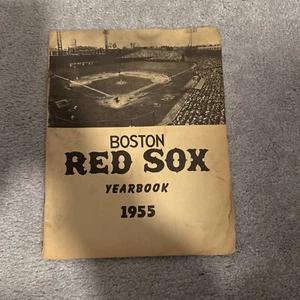 BOSTON
RED SOX
YEARBOOK
1955